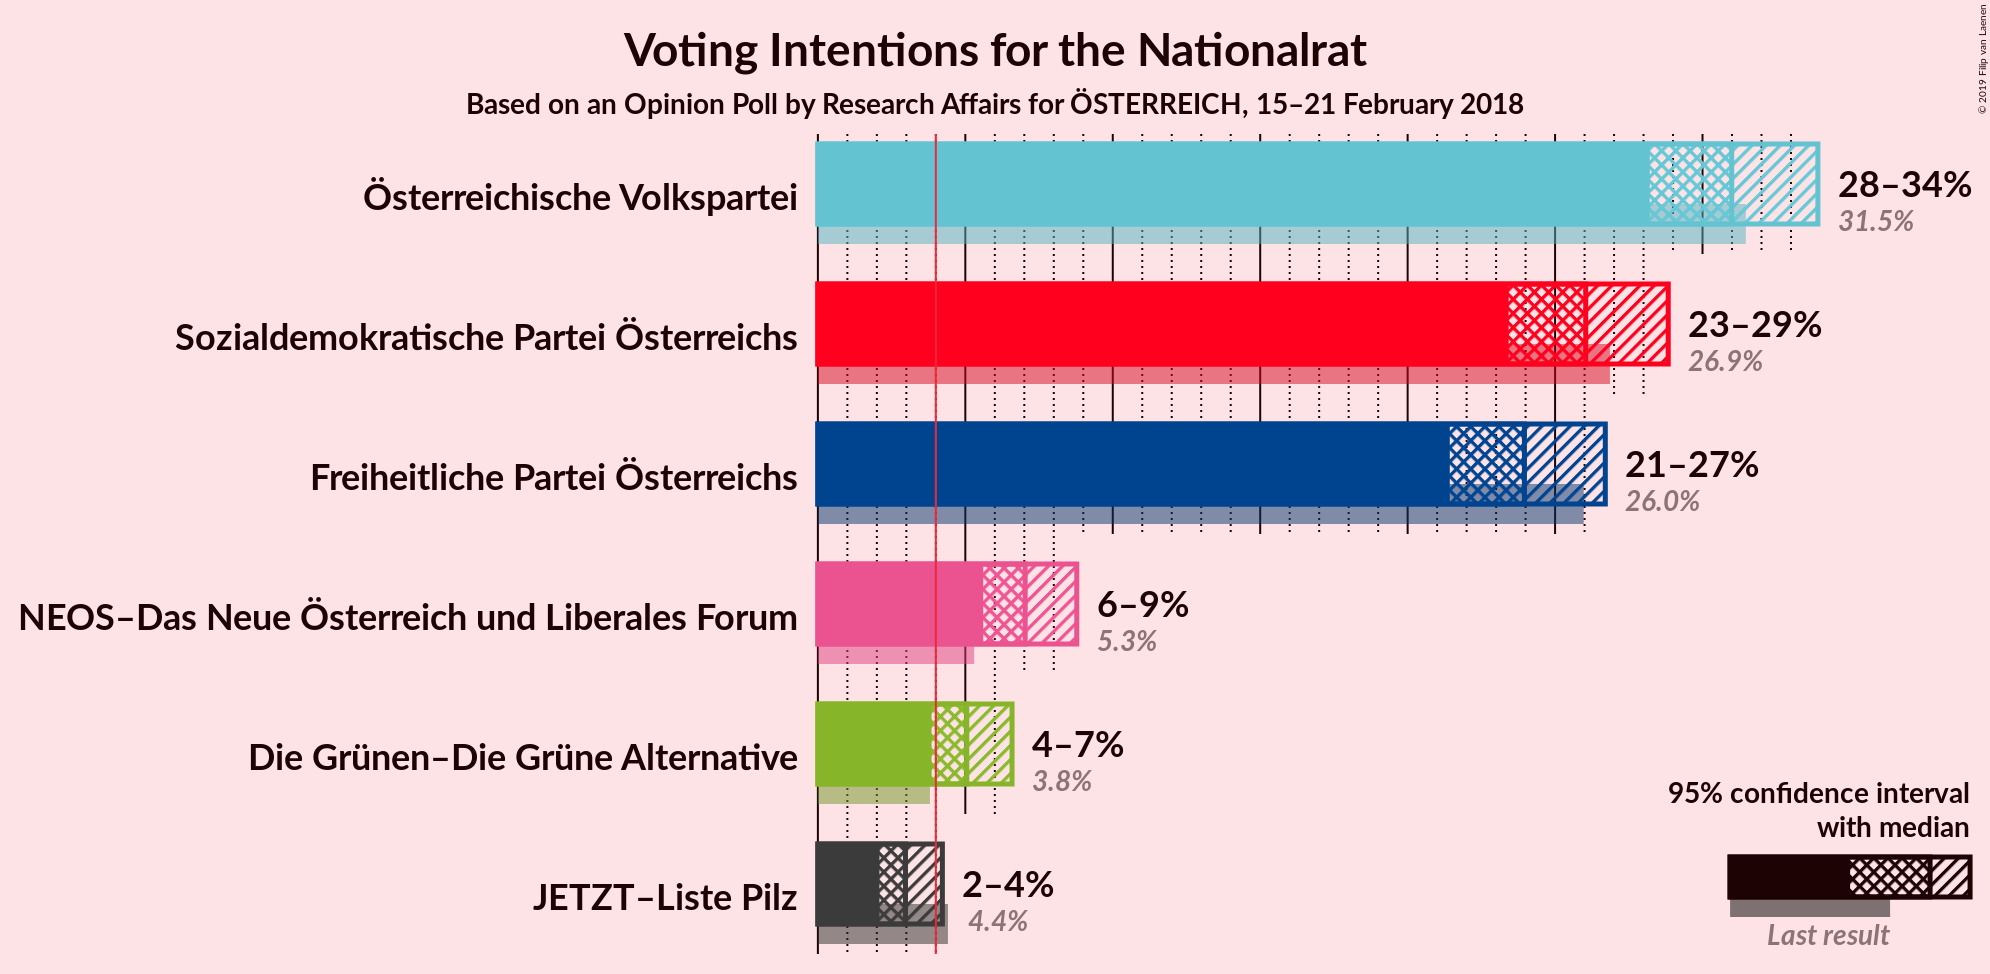 Voting Intentions for the Nationalrat
Based on an Opinion Poll by Research Affairs for ÖSTERREICH, 15–21 February 2018
© 2019 Filip van Laenen
Österreichische Volkspartei
28–34%
31.5%
Sozialdemokratische Partei Österreichs
23–29%
26.9%
Freiheitliche Partei Österreichs
21–27%
26.0%
NEOS–Das Neue Österreich und Liberales Forum
6–9%
5.3%
Die Grünen–Die Grüne Alternative
4–7%
3.8%
JETZT–Liste Pilz
2–4%
4.4%
95% confidence interval
with median
Last result